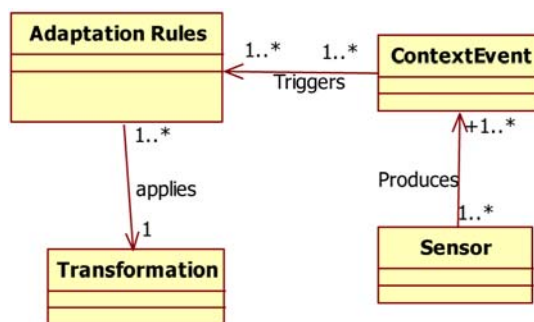 Adaptation Rules
1..*
1..*
Triggers
ContextEvent
1..*
applies
1
Transformation
+1..*
Produces
1..*
Sensor